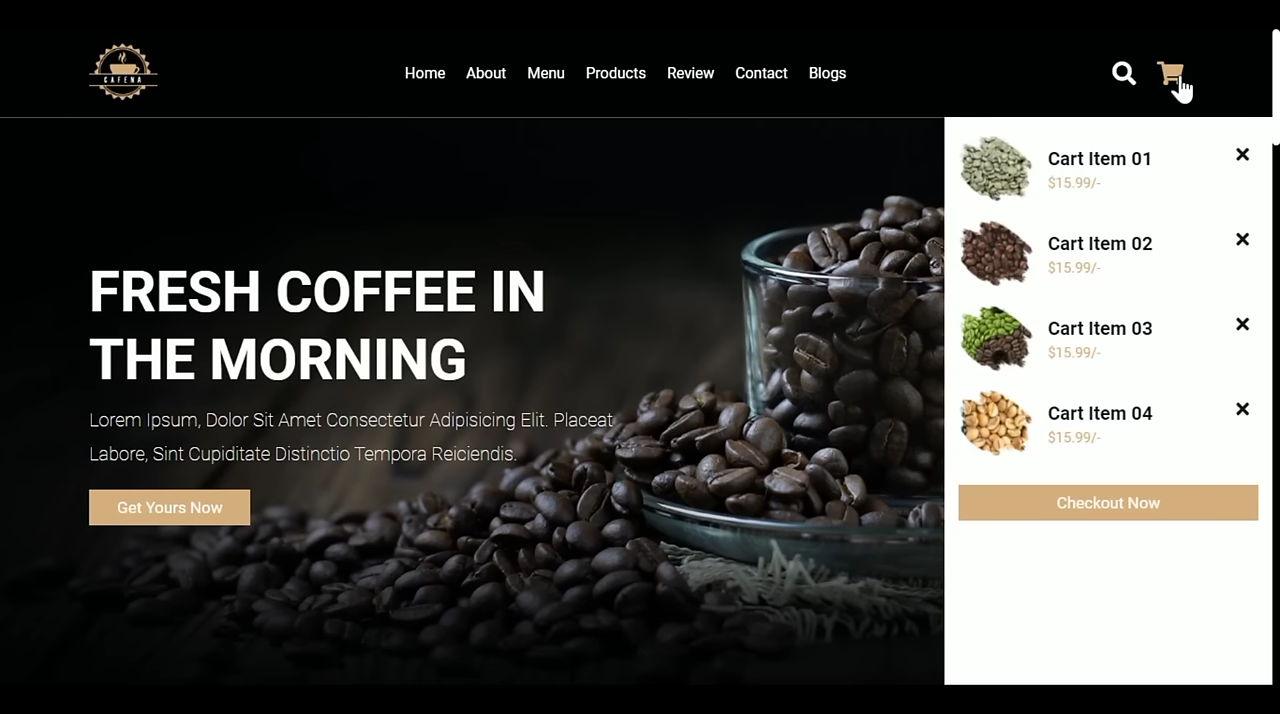 CAFENA
Home About Menu Products Review Contact Blogs
FRESH COFFEE IN
THE MORNING
Lorem Ipsum, Dolor Sit Amet Consectetur Adipisicing Elit. Placeat
Labore, Sint Cupiditate Distinctio Tempora Reiciendis.
Get Yours Now
Cart Item 01
$15.99/-
Cart Item 02
$15.99/-
Cart Item 03
$15.99/-
Cart Item 04
$15.99/-
Checkout Now